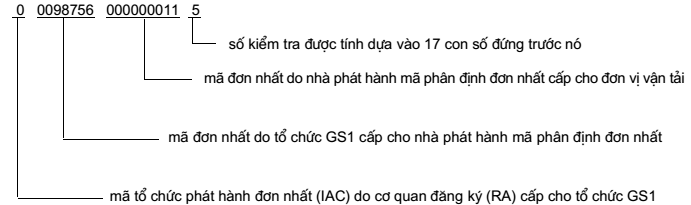 0 0098756 000000011 5
số kiểm tra được tính dựa vào 17 con số đứng trước nó
mã đơn nhất do nhà phát hành mã phân định đơn nhất cấp cho đơn vị vận tải
mã đơn nhất do tổ chức GS1 cấp cho nhà phát hành mã phân định đơn nhất
mã tổ chức phát hành đơn nhất (IAC) do cơ quan đăng ký (RA) cấp cho tổ chức GS1